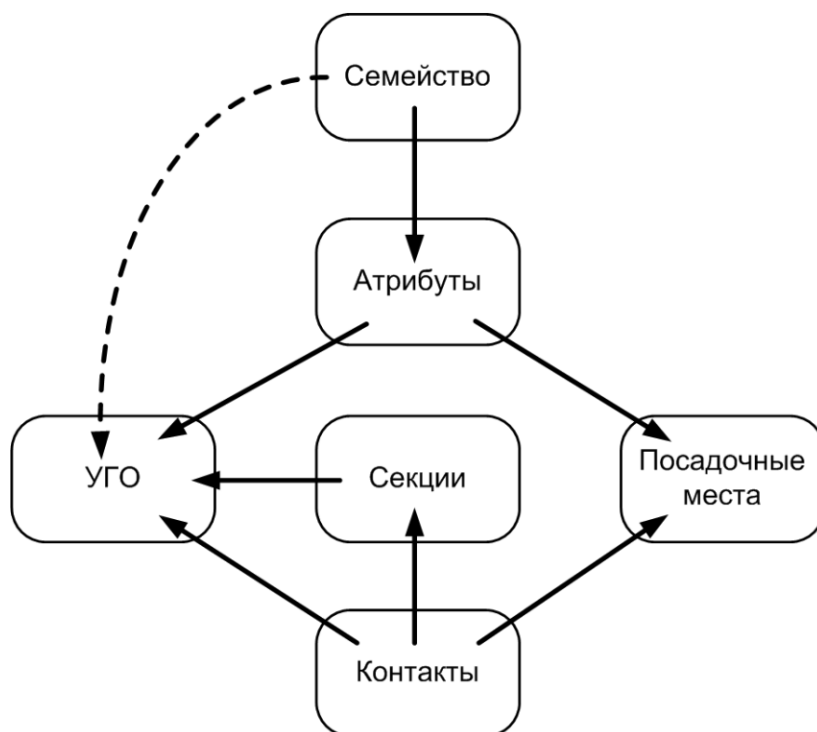 Семейство
Атрибуты
УГО
Секции
Посадочные
места
Контакты